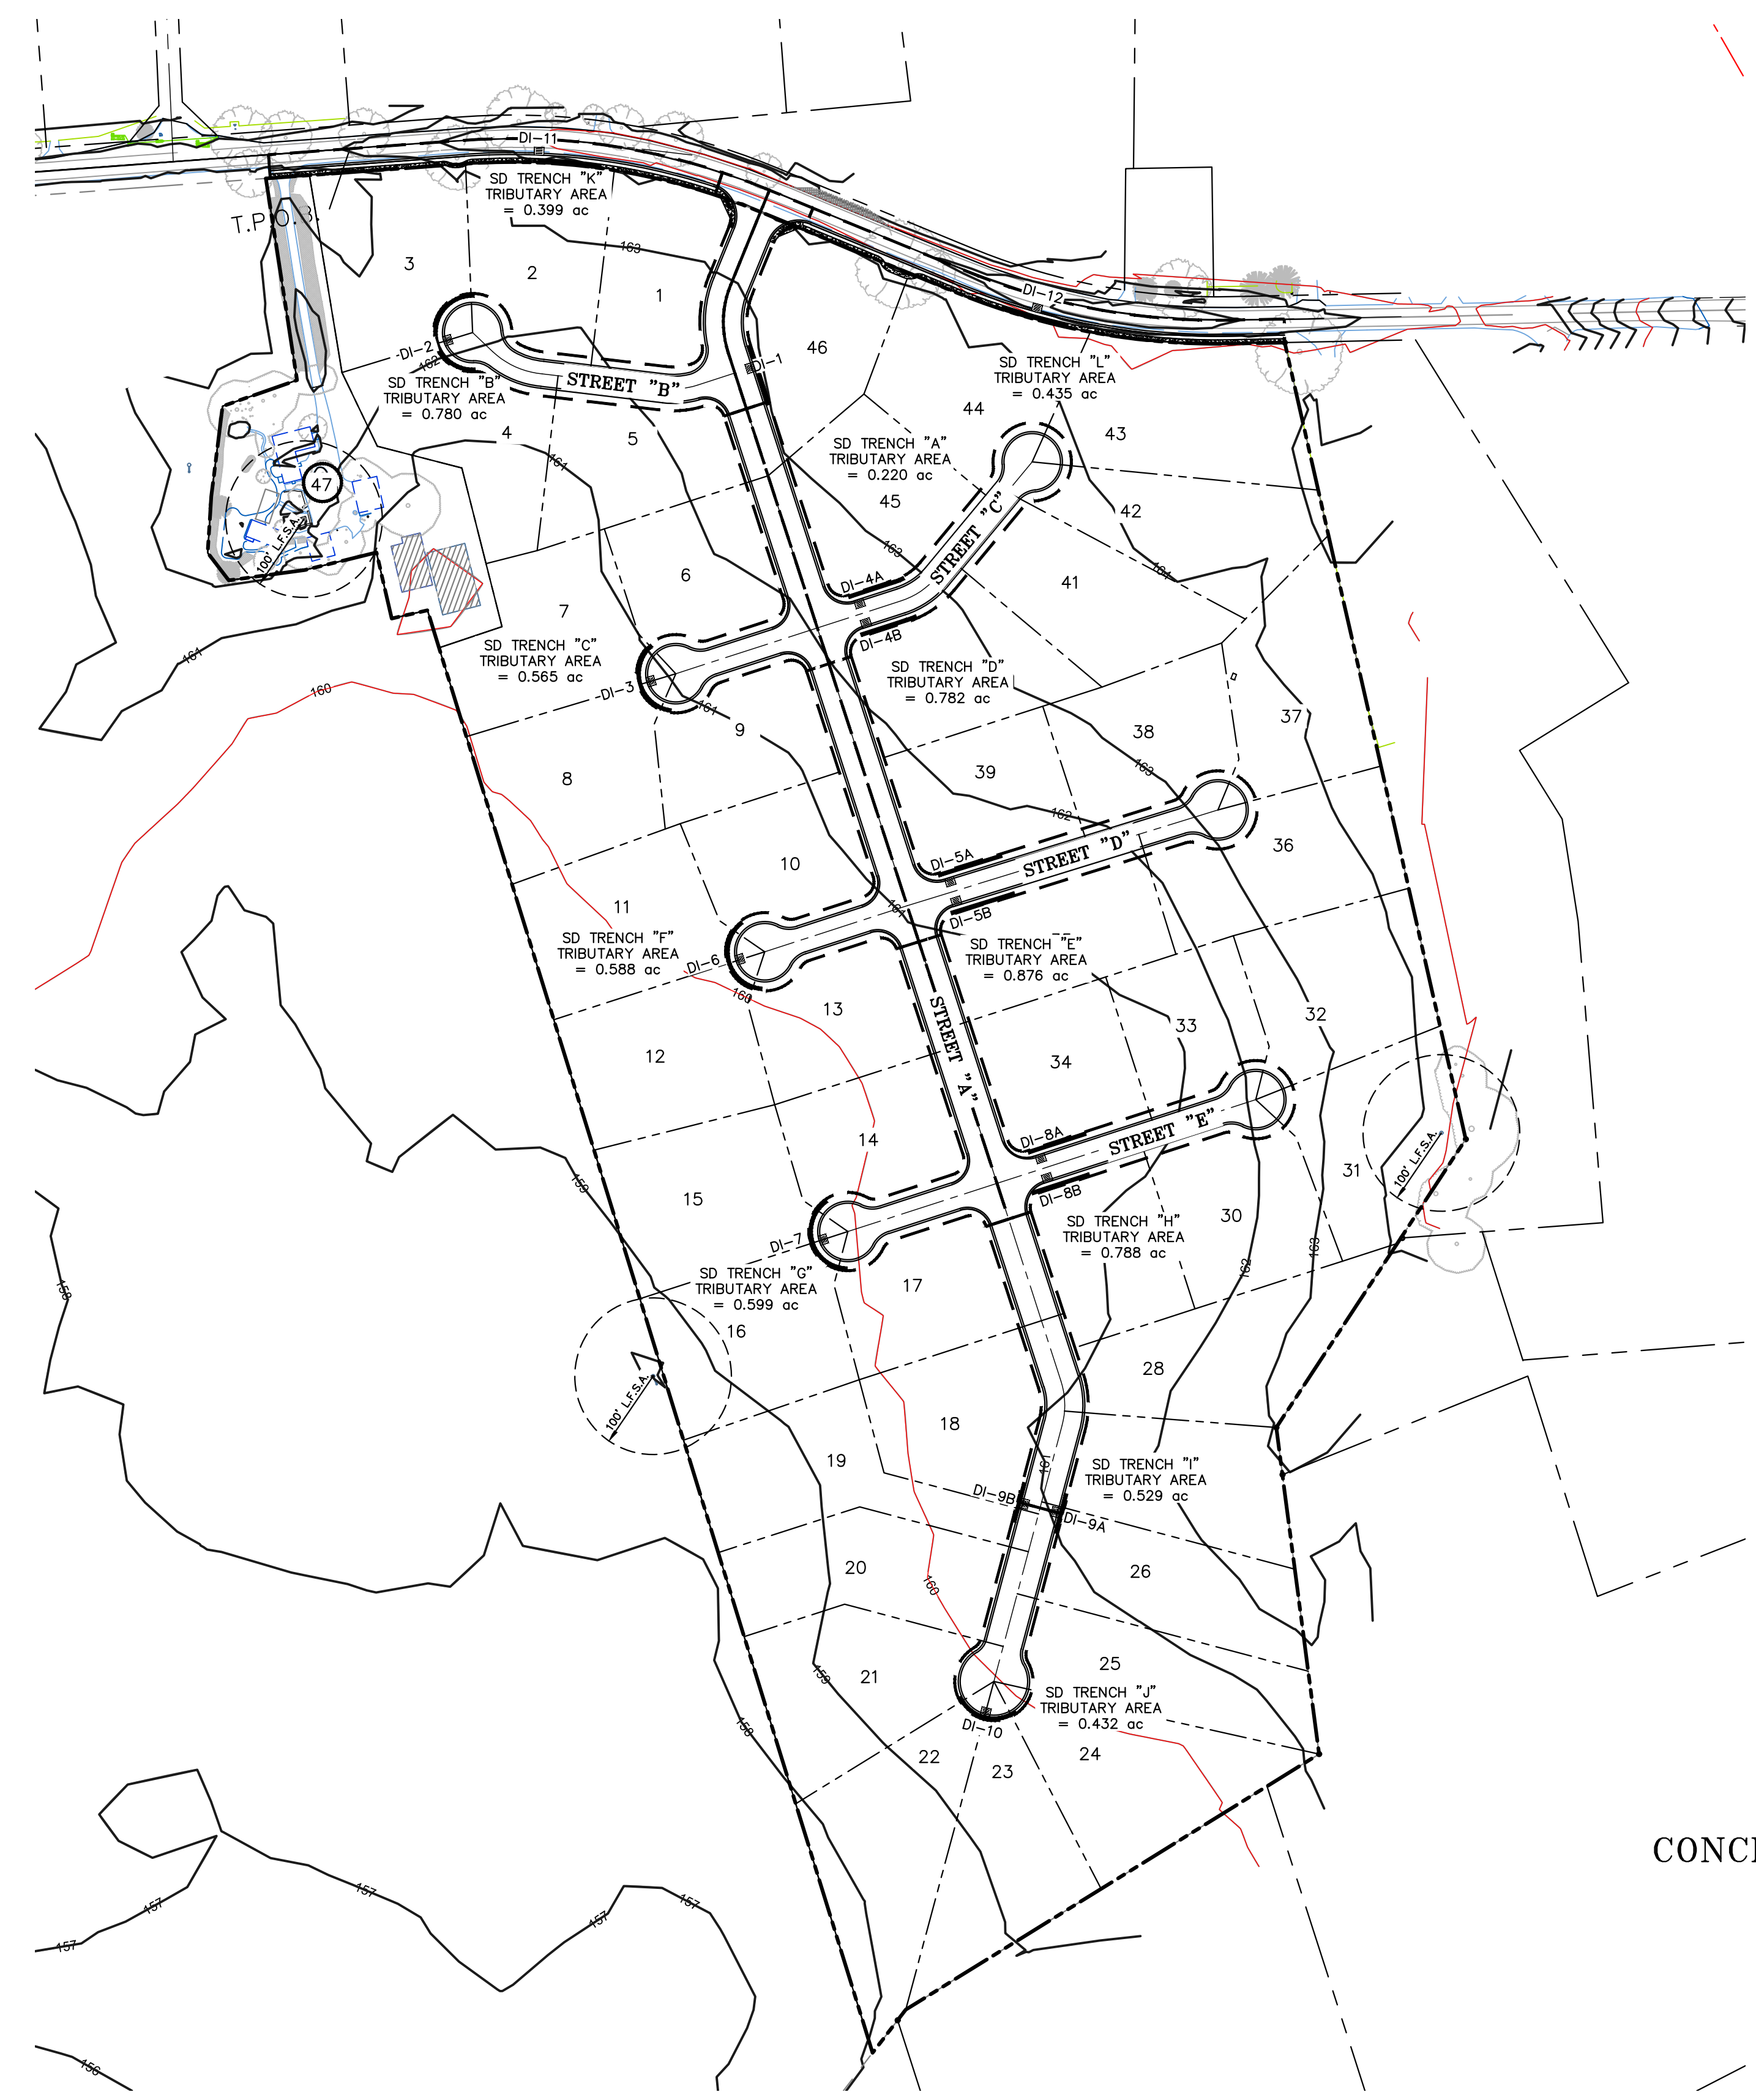 DI-11
SD TRENCH "K"
TRIBUTARY AREA
= 0.399 ac
T.P.O.B.
163
3
2
1
DI-12
46
DI-2
162
SD TRENCH "B"
TRIBUTARY AREA
= 0.780 ac
STREET "B"
DI-1
SD TRENCH "L"
TRIBUTARY AREA
= 0.435 ac
44
43
4
5
SD TRENCH "A"
TRIBUTARY AREA
= 0.220 ac
45
161
47
100' L.F.S.A.
42
163
STREET "C"
164
6
7
DI-4A
41
DI-4B
SD TRENCH "C"
TRIBUTARY AREA
= 0.565 ac
161
160
DI-3
161
SD TRENCH "D"
TRIBUTARY AREA
= 0.782 ac
9
37
38
8
39
163
162
STREET "D"
36
10
DI-5A
DI-5B
161
11
SD TRENCH "F"
TRIBUTARY AREA
= 0.588 ac
DI-6
160
SD TRENCH "E"
TRIBUTARY AREA
= 0.876 ac
13
STREET "A"
33
32
12
34
14
DI-8A
STREET "E"
100' L.F.S.A.
31
159
15
DI-8B
30
DI-7
SD TRENCH "H"
TRIBUTARY AREA
= 0.788 ac
163
162
158
SD TRENCH "G"
TRIBUTARY AREA
= 0.599 ac
17
16
28
100' L.F.S.A.
18
19
161
SD TRENCH "I"
TRIBUTARY AREA
= 0.529 ac
DI-9B
DI-9A
20
160
26
21
159
25
SD TRENCH "J"
TRIBUTARY AREA
= 0.432 ac
158
DI-10
22
23
24
157
157
157
157
157
156